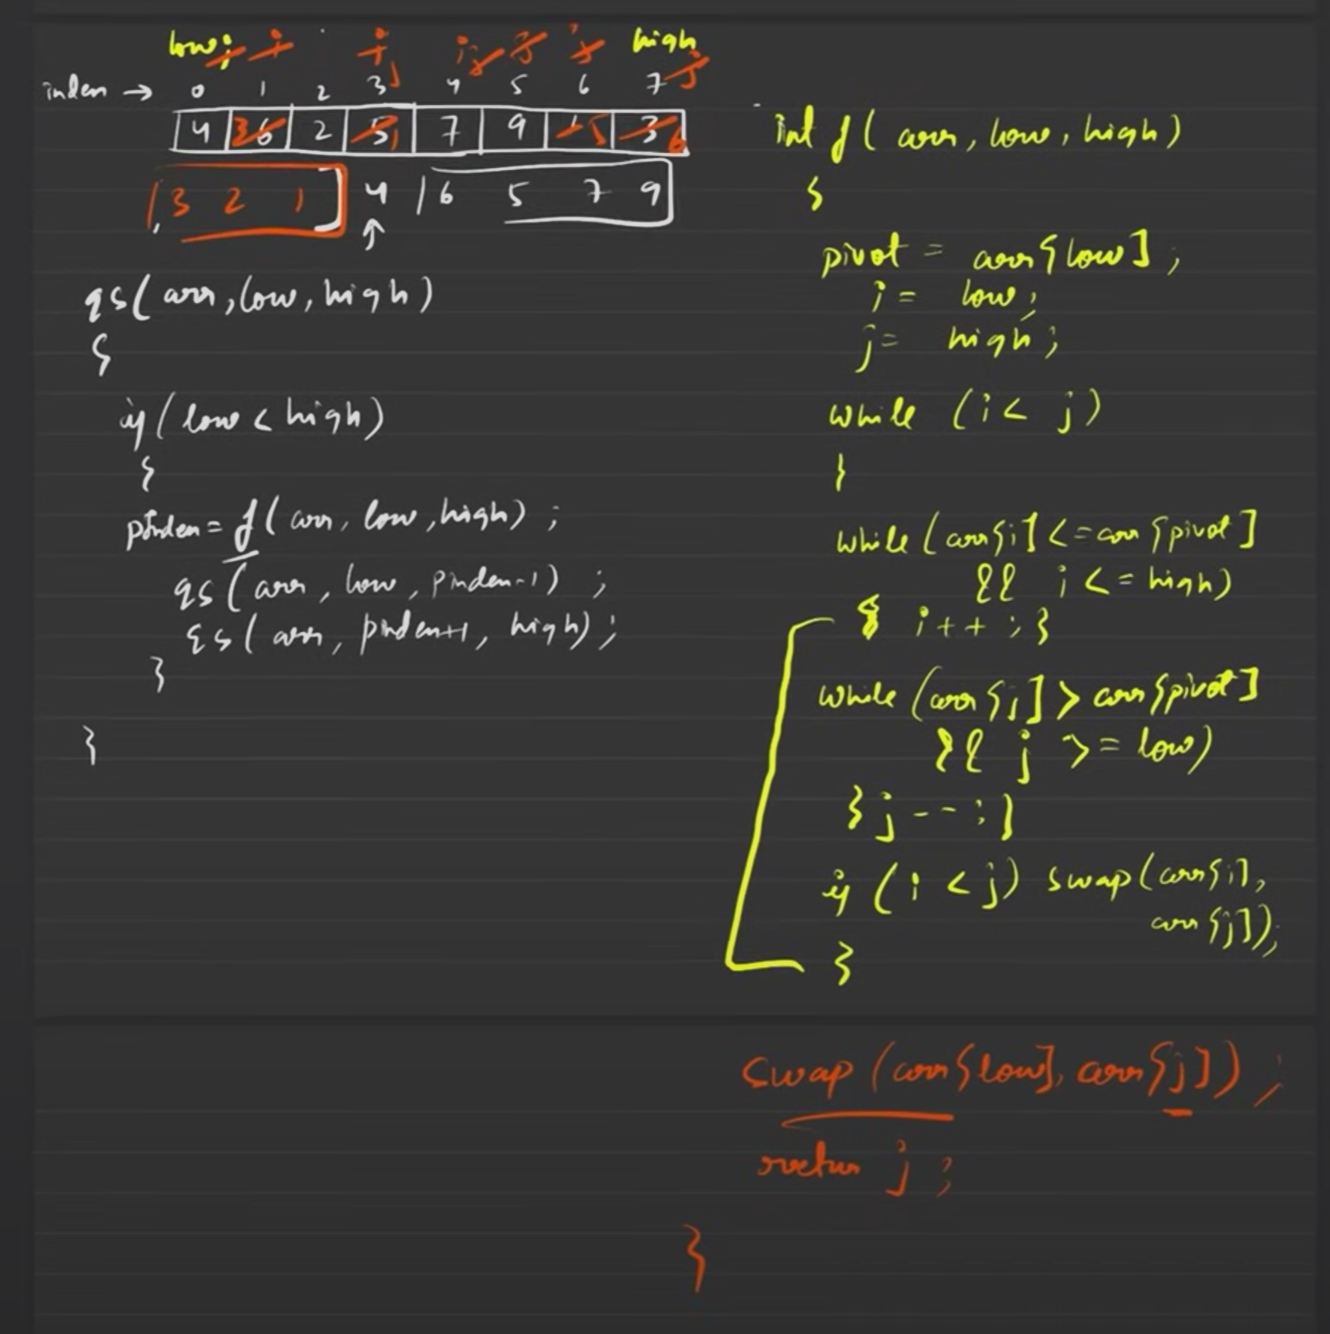 low i i i i j j j high j
index → 0 1 2 3 j 4 5 6 7
4 3 6 2 5 1 7 9 1 5 3 6
[3 2 1] 4 | 6 5 7 9
↑
qs(arr, low, high)
{
if (low < high)
{
pIndex = f(arr, low, high);
qs(arr, low, pIndex-1);
qs(arr, pIndex+1, high);
}
}
int f(arr, low, high)
{
pivot = arr[low];
i = low;
j = high;
while (i < j)
{
while (arr[i] <= arr[pivot]
&& i <= high)
{ i++; }
while (arr[j] > arr[pivot]
&& j >= low)
{ j--; }
if (i < j) swap(arr[i],
arr[j]);
}
swap(arr[low], arr[j]);
return j;
}